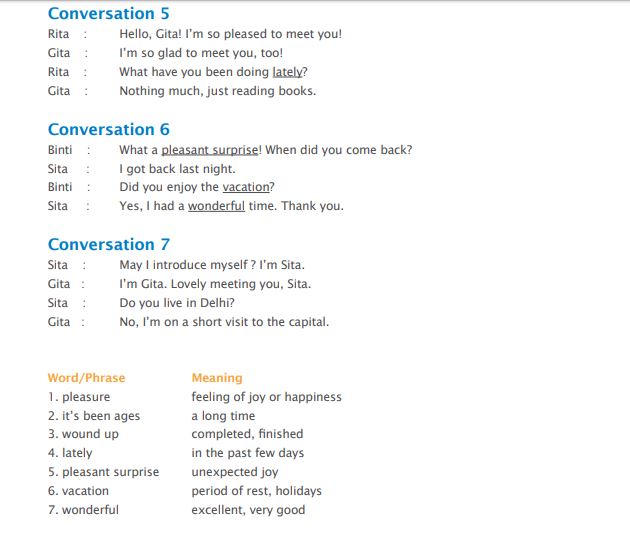 Conversation 5
Rita : Hello, Gita! I'm so pleased to meet you!
Gita : I'm so glad to meet you, too!
Rita : What have you been doing lately?
Gita : Nothing much, just reading books.
Conversation 6
Binti : What a pleasant surprise! When did you come back?
Sita : I got back last night.
Binti : Did you enjoy the vacation?
Sita : Yes, I had a wonderful time. Thank you.
Conversation 7
Sita : May I introduce myself? I'm Sita.
Gita : I'm Gita. Lovely meeting you, Sita.
Sita : Do you live in Delhi?
Gita : No, I'm on a short visit to the capital.
Word/Phrase Meaning
1. pleasure feeling of joy or happiness
2. it's been ages a long time
3. wound up completed, finished
4. lately in the past few days
5. pleasant surprise unexpected joy
6. vacation period of rest, holidays
7. wonderful excellent, very good